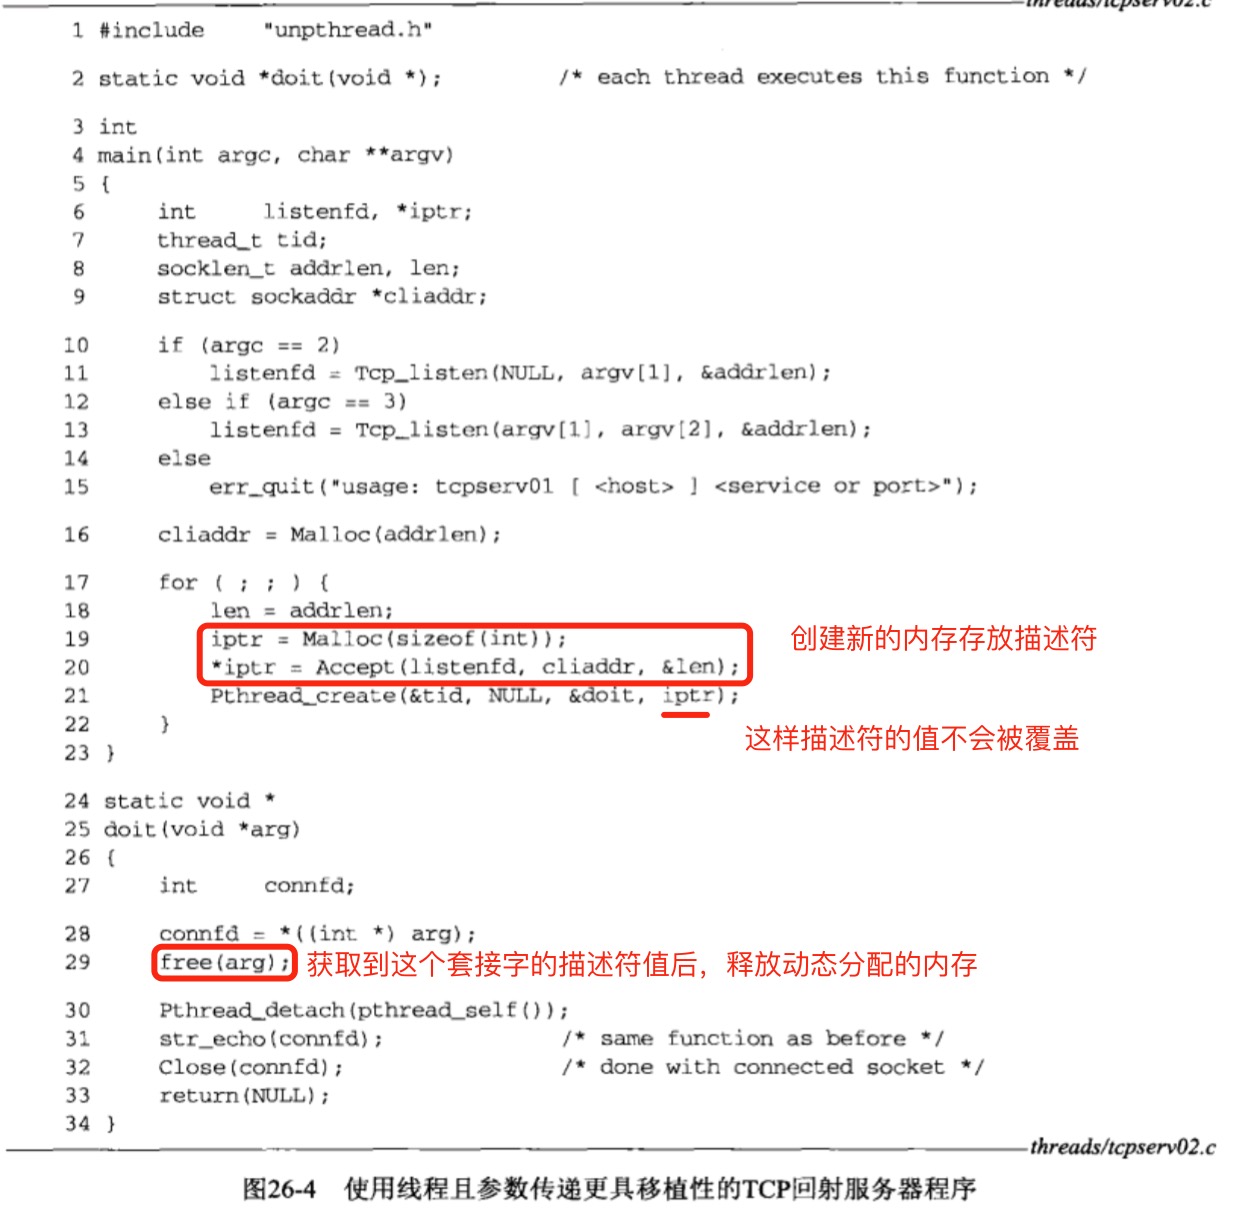 threads/tcpserv02.c
1 #include "unpthread.h"
2 static void *doit(void *); /* each thread executes this function */
3 int
4 main(int argc, char **argv)
5 {
6 int listenfd, *iptr;
7 thread_t tid;
8 socklen_t addrlen, len;
9 struct sockaddr *cliaddr;
10 if (argc == 2)
11 listenfd = Tcp_listen(NULL, argv[1], &addrlen);
12 else if (argc == 3)
13 listenfd = Tcp_listen(argv[1], argv[2], &addrlen);
14 else
15 err_quit("usage: tcpserv01 [ <host> ] <service or port>");
16 cliaddr = Malloc(addrlen);
17 for ( ; ; ) {
18 len = addrlen;
19 iptr = Malloc(sizeof(int)); 创建新的内存存放描述符
20 *iptr = Accept(listenfd, cliaddr, &len);
21 Pthread_create(&tid, NULL, &doit, iptr);
22 }
这样描述符的值不会被覆盖
23 }
24 static void *
25 doit(void *arg)
26 {
27 int connfd;
28 connfd = *((int *) arg);
29 free(arg); 获取到这个套接字的描述符值后，释放动态分配的内存
30 Pthread_detach(pthread_self());
31 str_echo(connfd); /* same function as before */
32 Close(connfd); /* done with connected socket */
33 return(NULL);
34 }
threads/tcpserv02.c
图26-4 使用线程且参数传递更具移植性的TCP回射服务器程序